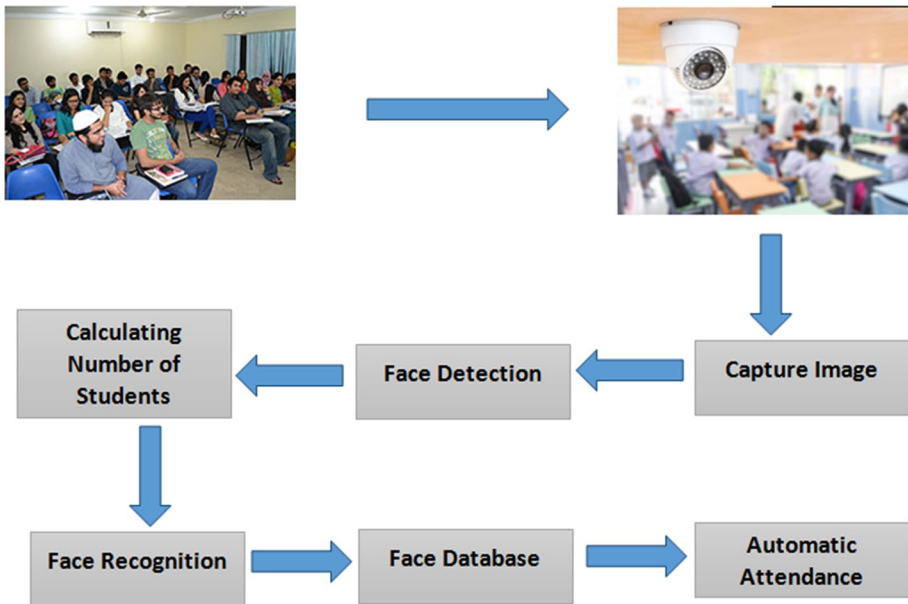 Capture Image
Face Detection
Calculating
Number of
Students
Face Recognition
Face Database
Automatic
Attendance